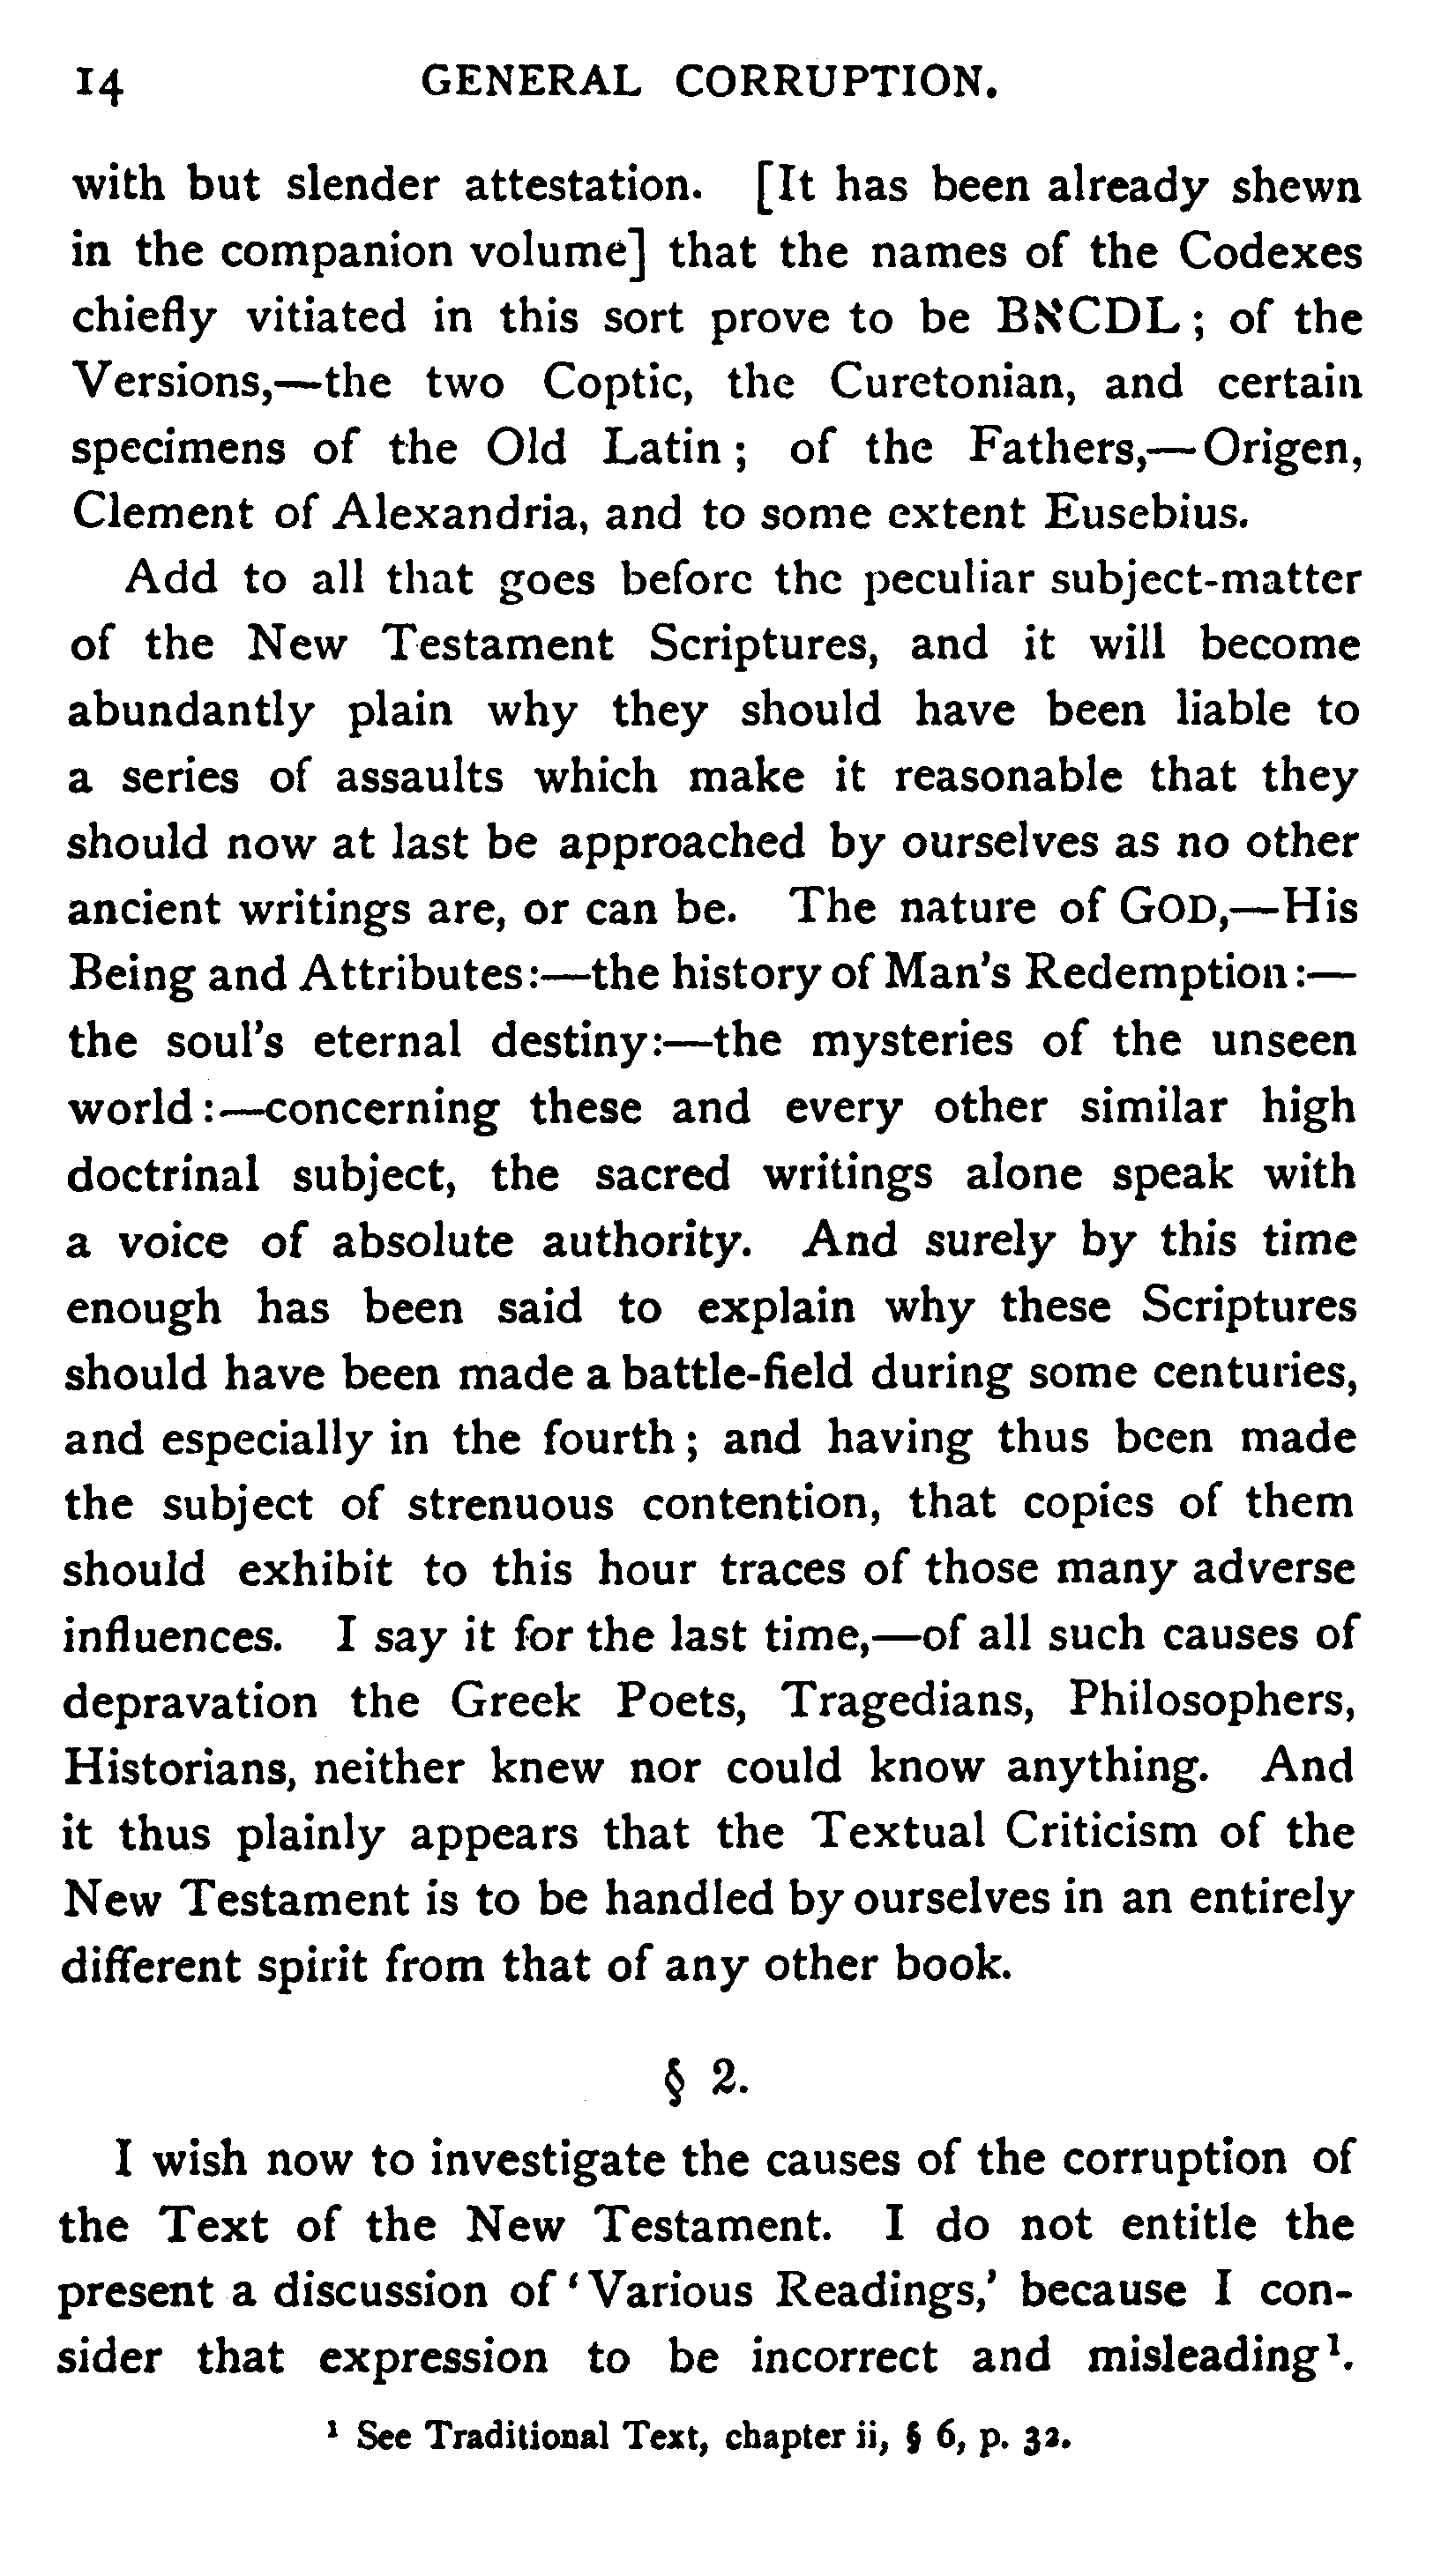 14 GENERAL CORRUPTION.
with but slender attestation. [It has been already shewn
in the companion volume] that the names of the Codexes
chiefly vitiated in this sort prove to be BאCDL; of the
Versions,—the two Coptic, the Curetonian, and certain
specimens of the Old Latin; of the Fathers,—Origen,
Clement of Alexandria, and to some extent Eusebius.
Add to all that goes before the peculiar subject-matter
of the New Testament Scriptures, and it will become
abundantly plain why they should have been liable to
a series of assaults which make it reasonable that they
should now at last be approached by ourselves as no other
ancient writings are, or can be. The nature of GOD,—His
Being and Attributes:—the history of Man's Redemption:—
the soul's eternal destiny:—the mysteries of the unseen
world:—concerning these and every other similar high
doctrinal subject, the sacred writings alone speak with
a voice of absolute authority. And surely by this time
enough has been said to explain why these Scriptures
should have been made a battle-field during some centuries,
and especially in the fourth; and having thus been made
the subject of strenuous contention, that copies of them
should exhibit to this hour traces of those many adverse
influences. I say it for the last time,—of all such causes of
depravation the Greek Poets, Tragedians, Philosophers,
Historians, neither knew nor could know anything. And
it thus plainly appears that the Textual Criticism of the
New Testament is to be handled by ourselves in an entirely
different spirit from that of any other book.
§ 2.
I wish now to investigate the causes of the corruption of
the Text of the New Testament. I do not entitle the
present a discussion of ‘Various Readings,’ because I con-
sider that expression to be incorrect and misleading¹.
¹ See Traditional Text, chapter ii, § 6, p. 32.